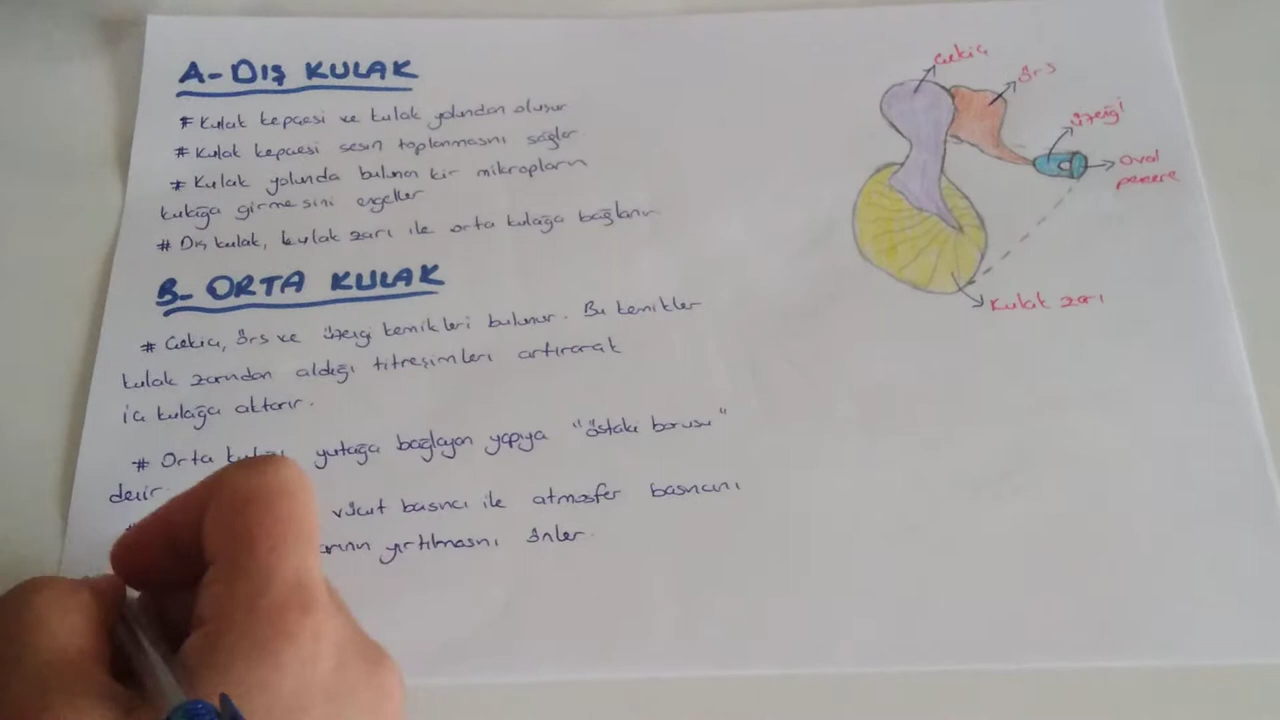 A- DIŞ KULAK
# Kulak kepçesi ve kulak yolundan oluşur
# Kulak kepçesi sesin toplanmasını sağlar.
# Kulak yolunda bulunan kir mikropların
kulağa girmesini engeller
# Dış kulak, kulak zarı ile orta kulağa bağlanır.
B- ORTA KULAK
# Çekiç, örs ve üzengi kemikleri bulunur. Bu kemikler
kulak zarından aldığı titreşimleri artırarak
iç kulağa aktarır.
# Orta yutağa bağlayan yapıya "östaki borusu"
denir.
vücut basıncı ile atmosfer basıncını
yırtılmasını önler.
çekiç
örs
üzengi
Oval
pencere
Kulak zarı